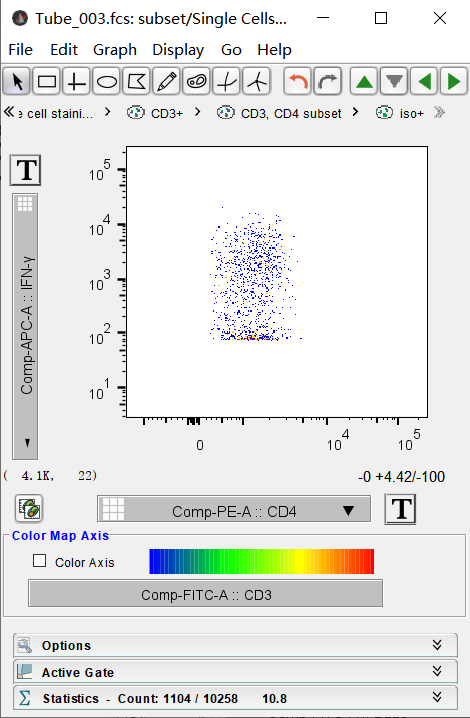 Tube_003.fcs: subset/Single Cells...
File Edit Graph Display Go Help
e cell staini... > CD3+ > CD3, CD4 subset > iso+
T
10^5
10^4
10^3
10^2
10^1
Comp-APC-A :: IFN-γ
0 10^4 10^5
( 4.1K, 22) -0 +4.42/-100
Comp-PE-A :: CD4 T
Color Map Axis
Color Axis
Comp-FITC-A :: CD3
Options
Active Gate
Σ Statistics - Count: 1104 / 10258 10.8